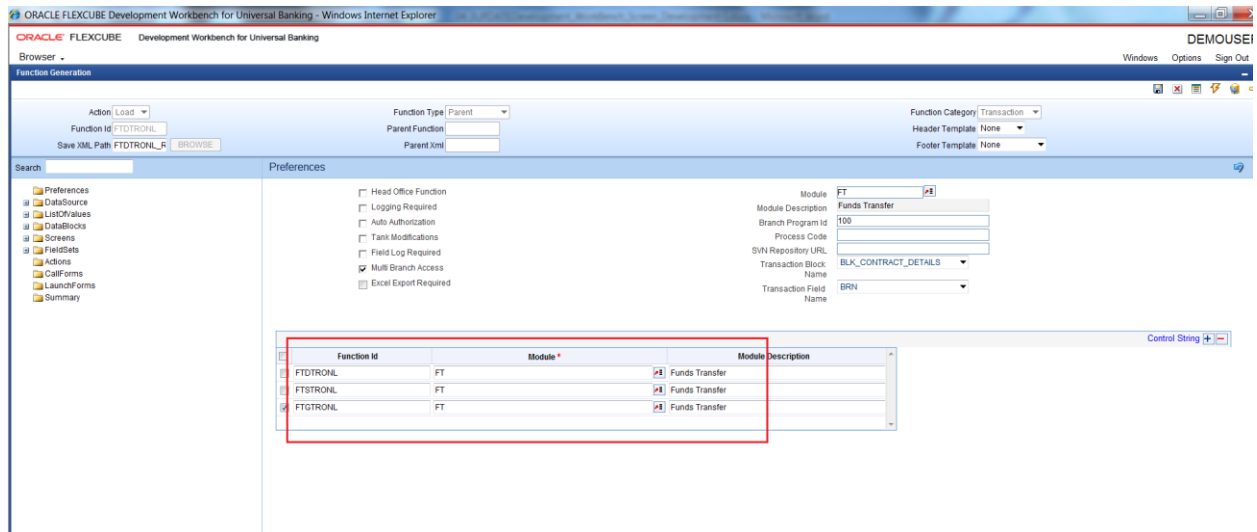 ORACLE FLEXCUBE Development Workbench for Universal Banking - Windows Internet Explorer
ORACLE FLEXCUBE Development Workbench for Universal Banking DEMOUSER
Browser Windows Options Sign Out
Function Generation
Action Load Function Type Parent Function Category Transaction
Function Id FTDTRONL Parent Function Header Template None
Save XML Path FTDTRONL_R BROWSE Parent Xml Footer Template None
Search Preferences
Preferences
DataSource
ListOfValues
DataBlocks
Screens
FieldSets
Actions
CallForms
LaunchForms
Summary
Head Office Function
Logging Required
Auto Authorization
Tank Modifications
Field Log Required
Multi Branch Access
Excel Export Required
Module FT
Module Description Funds Transfer
Branch Program Id 100
Process Code
SVN Repository URL
Transaction Block Name BLK_CONTRACT_DETAILS
Transaction Field Name BRN
Control String + -
Function Id Module * Module Description
FTDTRONL FT Funds Transfer
FTSTRONL FT Funds Transfer
FTGTRONL FT Funds Transfer